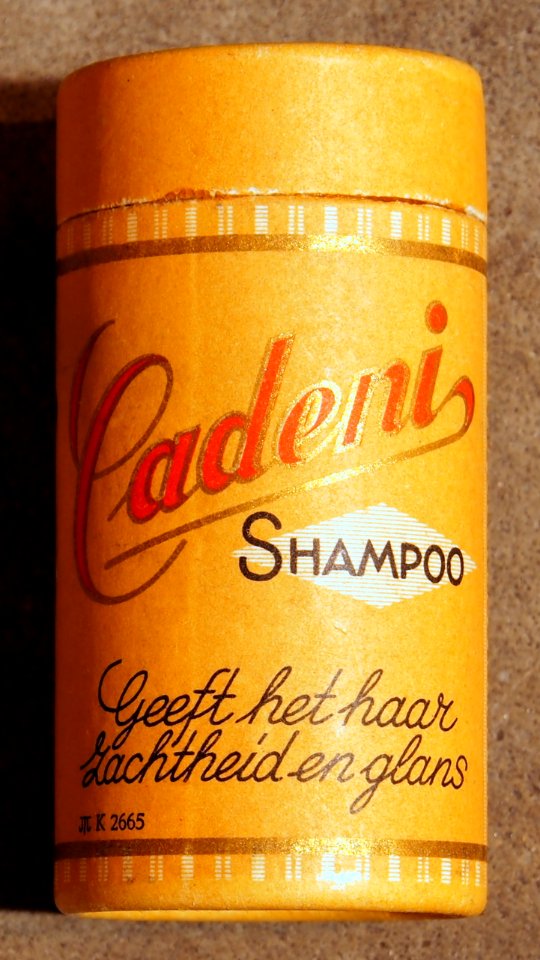 Cadeni
SHAMPOO
Geeft het haar
zachtheid en glans
K 2665